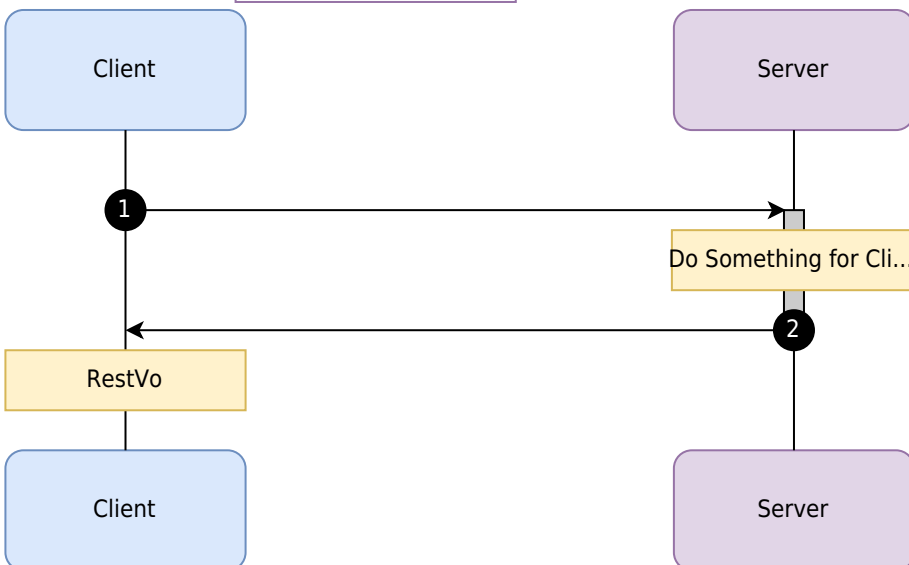 Client
Server
1
Do Something for Cli...
2
RestVo
Client
Server